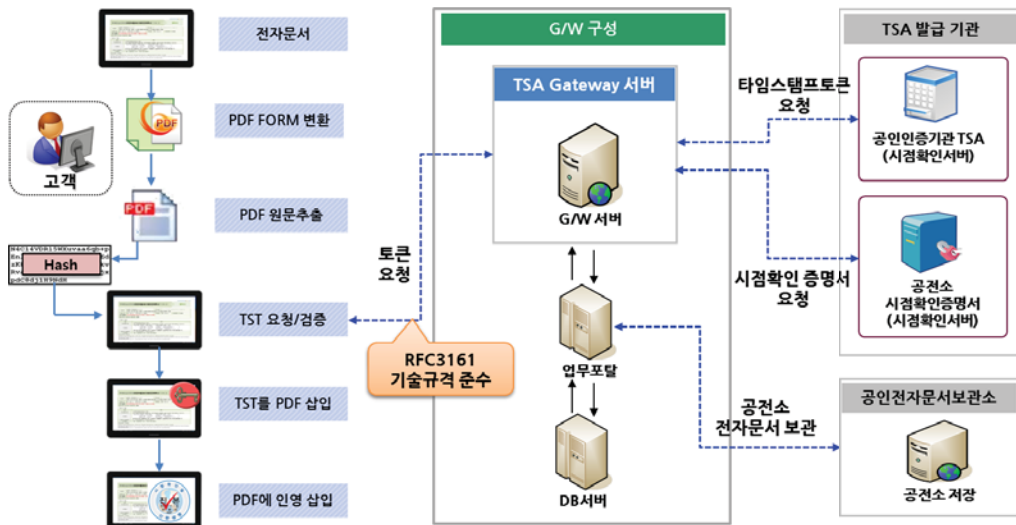 전자문서
PDF FORM 변환
PDF
고객
PDF
PDF 원문추출
Hash
TST 요청/검증
TST를 PDF 삽입
PDF에 인영 삽입
토큰
요청
RFC3161
기술규격 준수
G/W 구성
TSA Gateway 서버
G/W 서버
업무포탈
DB서버
타임스탬프토큰
요청
시점확인 증명서
요청
공전소
전자문서 보관
TSA 발급 기관
공인인증기관 TSA
(시점확인서버)
공전소
시점확인증명서
(시점확인서버)
공인전자문서보관소
공전소 저장